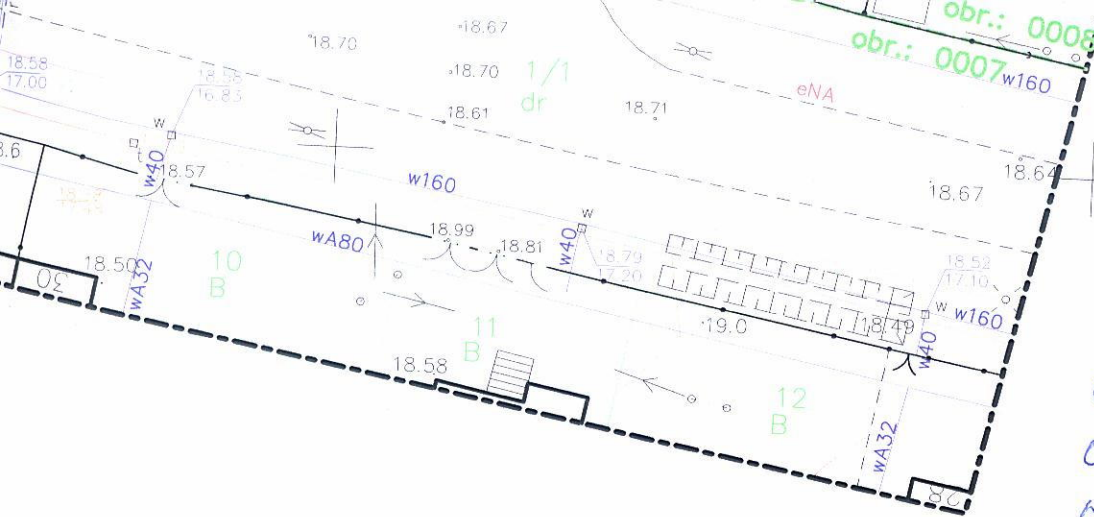 obr.: 0008
obr.: 0007
w160
18.67
18.70
18.70
1/1
dr
18.58
17.00
18.61
18.71
eNA
w
8.6
w40
18.57
w160
18.64
18.67
w
wA80
18.99
18.81
w40
18.79
17.20
18.52
17.10
18.50
wA32
10
B
30
11
B
19.0
18.49
w
w160
w40
18.58
12
B
wA32
28